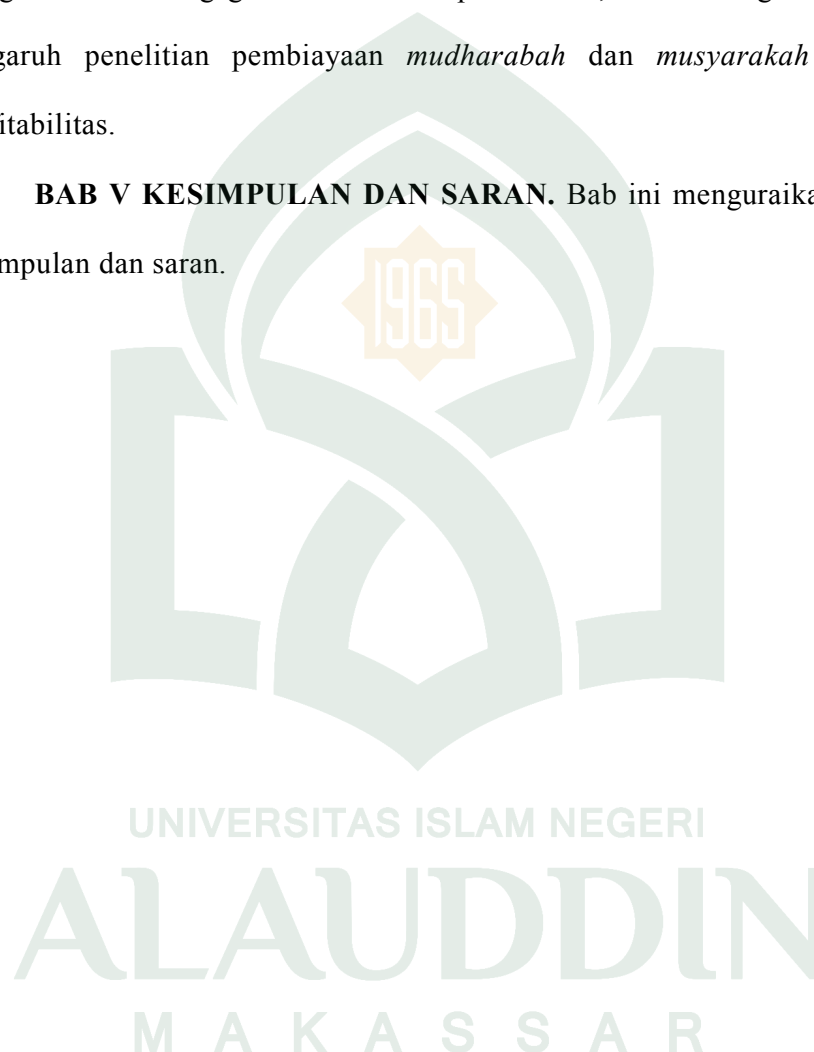 garuh penelitian pembiayaan mudharabah dan musyarakah
itabilitas.
BAB V KESIMPULAN DAN SARAN. Bab ini menguraika
mpulan dan saran.
1965
UNIVERSITAS ISLAM NEGERI
ALAUDDIN
MAKASSAR